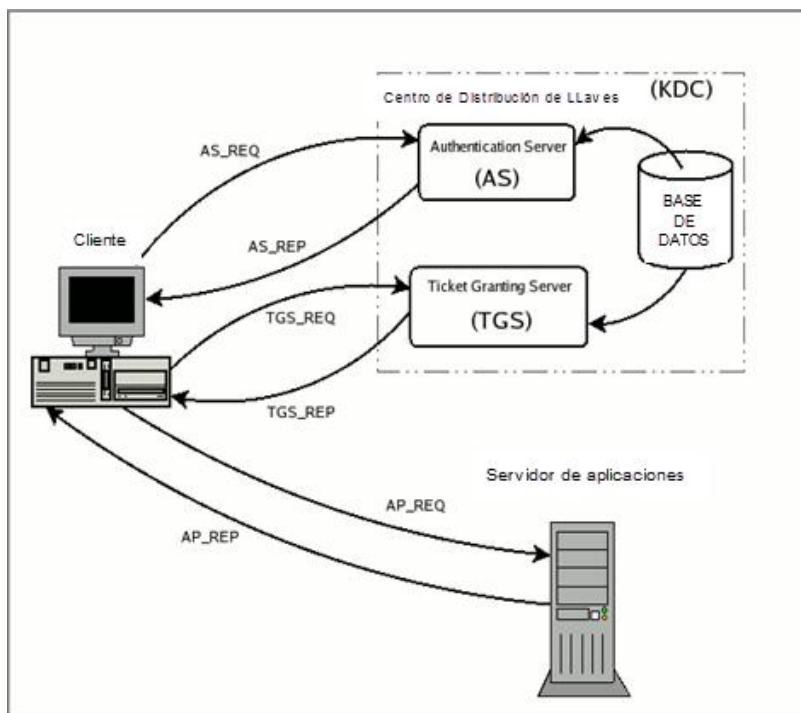 (KDC)
Centro de Distribución de LLaves
AS_REQ
Authentication Server
(AS)
BASE
DE
DATOS
Cliente
AS_REP
Ticket Granting Server
(TGS)
TGS_REQ
TGS_REP
Servidor de aplicaciones
AP_REQ
AP_REP